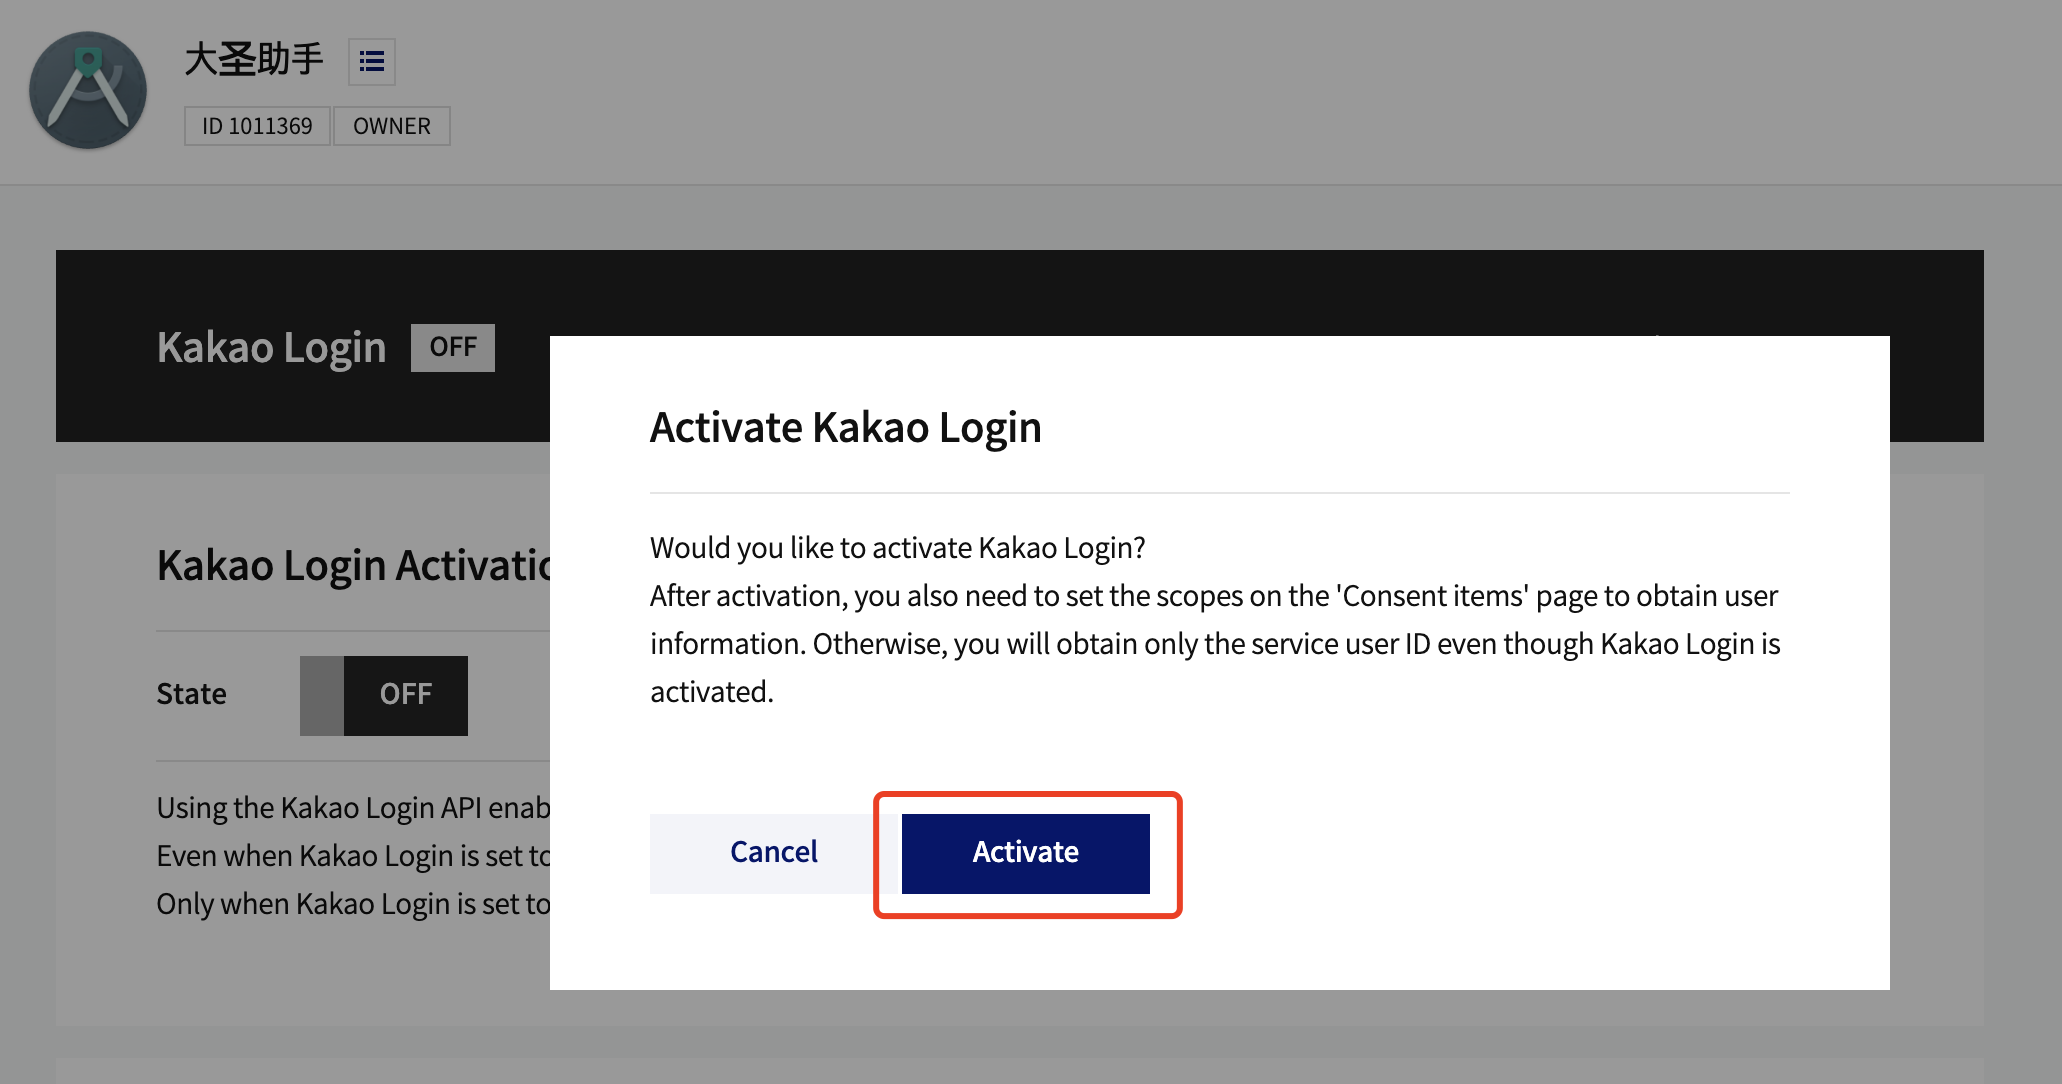 大圣助手
ID 1011369
OWNER
Kakao Login
OFF
Activate Kakao Login
Would you like to activate Kakao Login?
After activation, you also need to set the scopes on the 'Consent items' page to obtain user
information. Otherwise, you will obtain only the service user ID even though Kakao Login is
activated.
Cancel
Activate
Kakao Login
State
OFF
Using the Kakao Login API
Even when Kakao Login is set to
Only when Kakao Login is set to